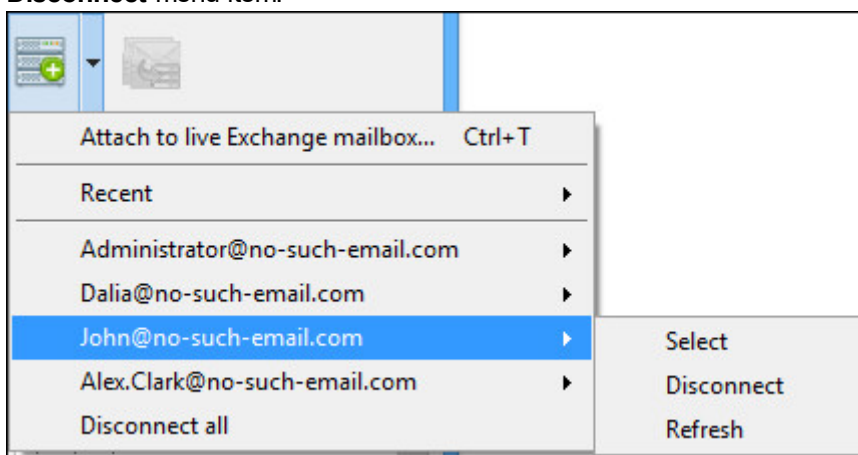 Disconnect menu item.
Attach to live Exchange mailbox... Ctrl+T
Recent
Administrator@no-such-email.com
Dalia@no-such-email.com
John@no-such-email.com
Select
Alex.Clark@no-such-email.com
Disconnect
Disconnect all
Refresh